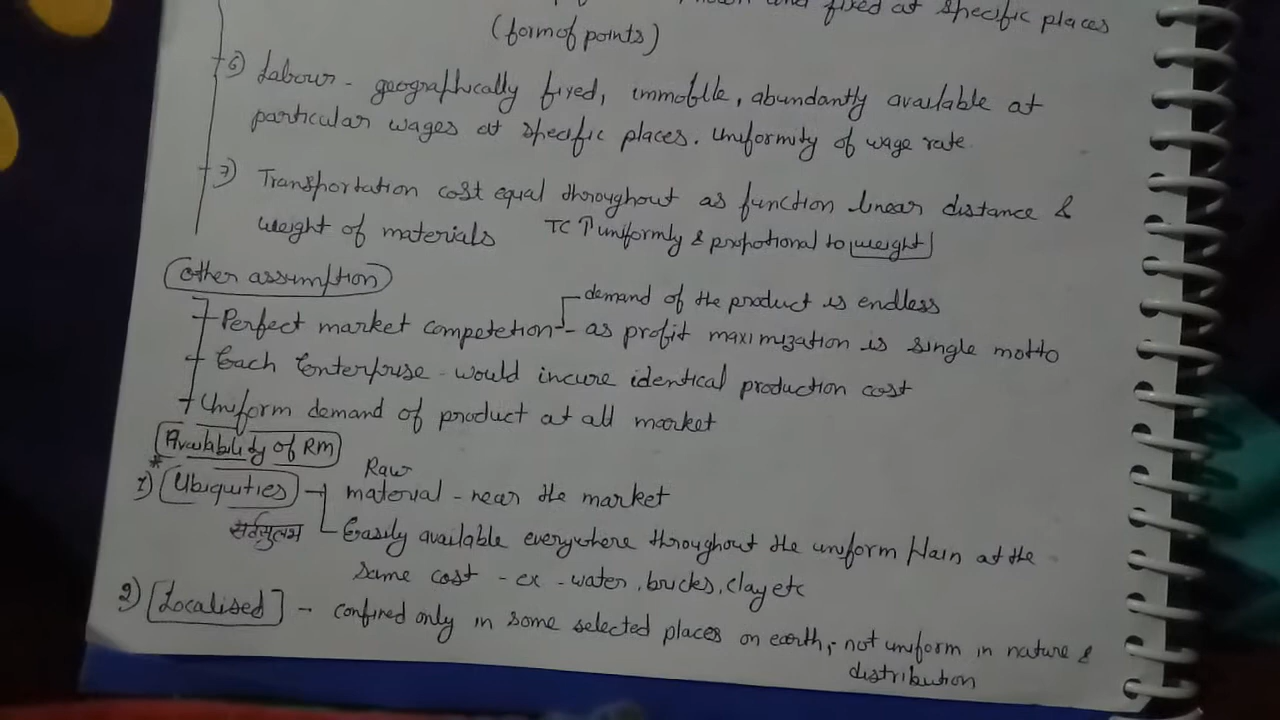 and fixed at specific places
(form of points)
6) Labour - geographically fixed, immobile, abundantly available at
particular wages at specific places. Uniformity of wage rate
7) Transportation cost equal throughout as function linear distance &
weight of materials TC ↑ uniformly & propotional to [weight]
Other assumption
demand of the product is endless
Perfect market competetion - as profit maximization is single motto
Each Enterprise - would incure identical production cost
Uniform demand of product at all market
Availability of RM
* 1) [Ubiquities] Raw
material - near the market
सर्वसुलभ Easily available everywhere throughout the uniform plain at the
same cost - ex - water, bricks, clay etc
2) [Localised] - confined only in some selected places on earth, - not uniform in nature &
distribution